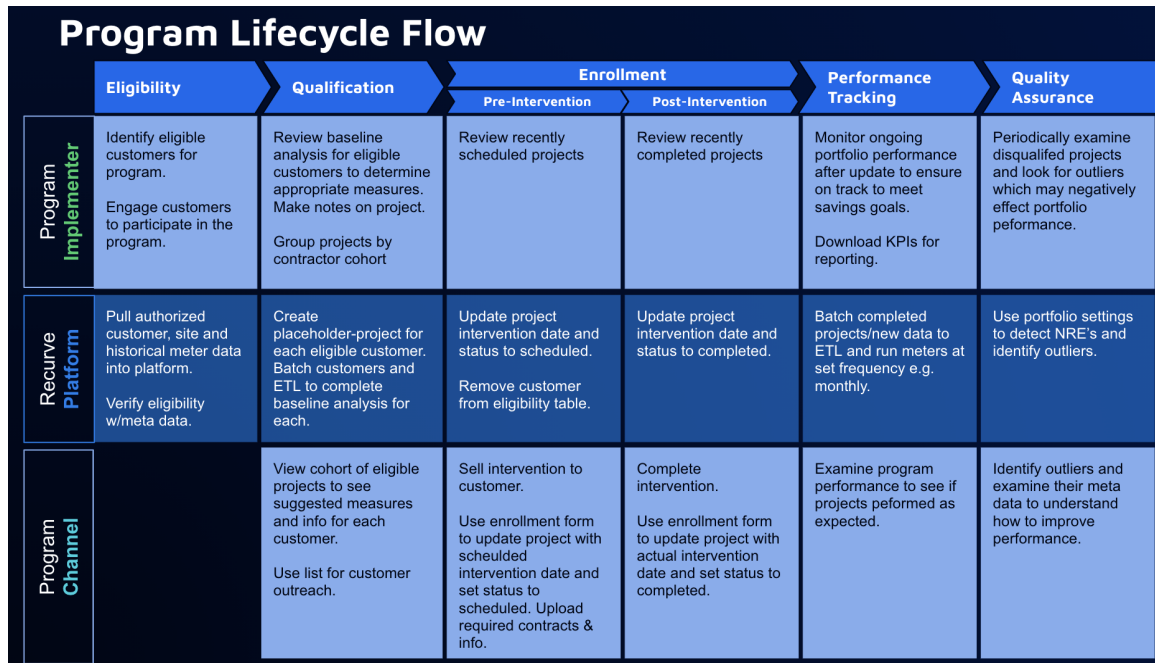 Program Lifecycle Flow
Eligibility
Qualification
Enrollment
Pre-Intervention
Post-Intervention
Performance
Tracking
Quality
Assurance
Program
Implementer
Identify eligible
customers for
program.
Engage customers
to participate in the
program.
Review baseline
analysis for eligible
customers to determine
appropriate measures.
Make notes on project.
Group projects by
contractor cohort
Review recently
scheduled projects
Review recently
completed projects
Monitor ongoing
portfolio performance
after update to ensure
on track to meet
savings goals.
Download KPIs for
reporting.
Periodically examine
disqualifed projects
and look for outliers
which may negatively
effect portfolio
peformance.
Recurve
Platform
Pull authorized
customer, site and
historical meter data
into platform.
Verify eligibility
w/meta data.
Create
placeholder-project for
each eligible customer.
Batch customers and
ETL to complete
baseline analysis for
each.
Update project
intervention date and
status to scheduled.
Remove customer
from eligibility table.
Update project
intervention date and
status to completed.
Batch completed
projects/new data to
ETL and run meters at
set frequency e.g.
monthly.
Use portfolio settings
to detect NRE's and
identify outliers.
Program
Channel
View cohort of eligible
projects to see
suggested measures
and info for each
customer.
Use list for customer
outreach.
Sell intervention to
customer.
Use enrollment form
to update project with
scheulded
intervention date and
set status to
scheduled. Upload
required contracts &
info.
Complete
intervention.
Use enrollment form
to update project with
actual intervention
date and set status to
completed.
Examine program
performance to see if
projects peformed as
expected.
Identify outliers and
examine their meta
data to understand
how to improve
performance.